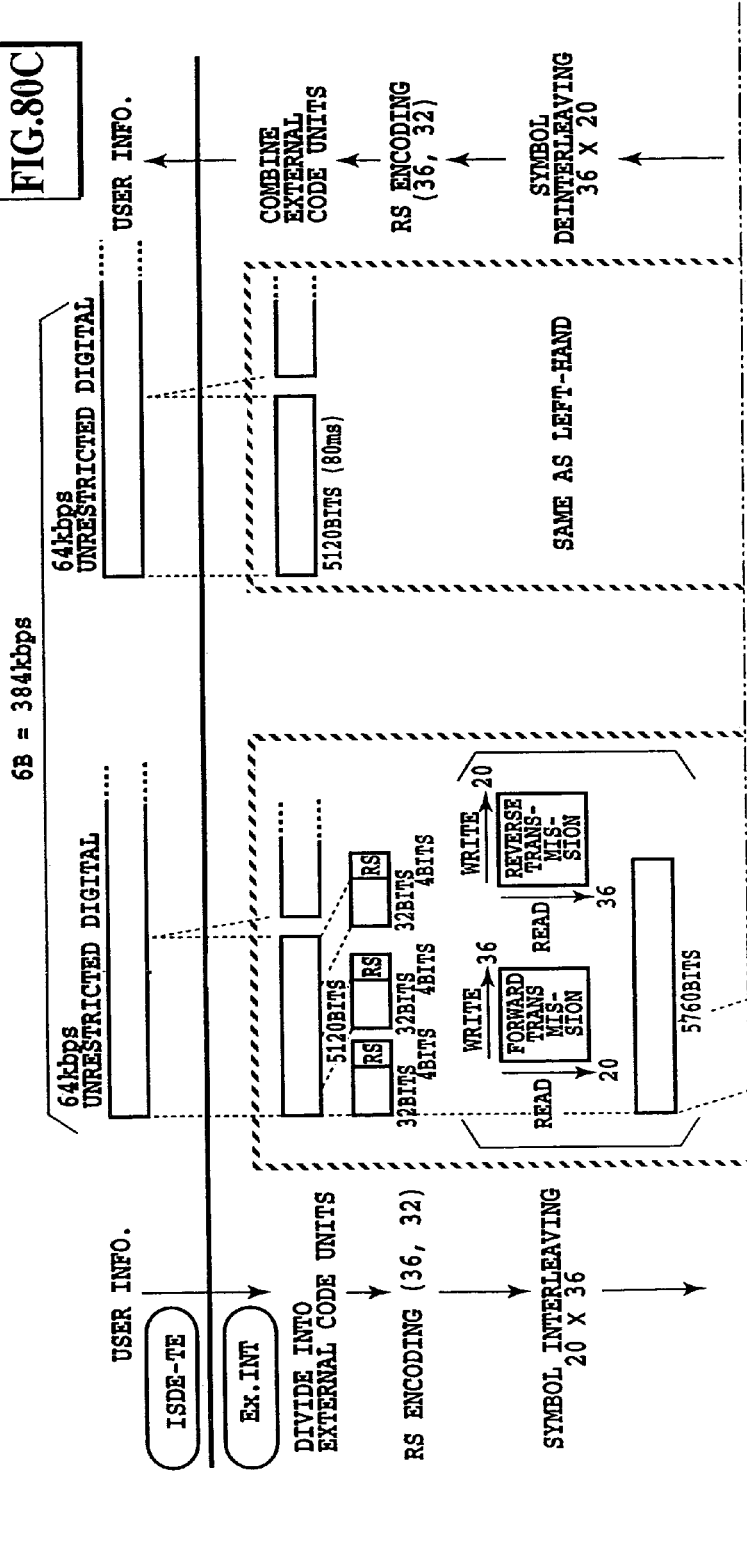 FIG.80C
6B = 384kbps
64kbps
UNRESTRICTED DIGITAL
64kbps
UNRESTRICTED DIGITAL
USER INFO.
USER INFO.
ISDE-TE
Ex.INT
DIVIDE INTO
EXTERNAL CODE UNITS
5120BITS
5120BITS (80ms)
COMBINE
EXTERNAL
CODE UNITS
RS ENCODING (36, 32)
RS
RS
RS
32BITS
4BITS
32BITS
4BITS
32BITS
4BITS
RS ENCODING
(36, 32)
SYMBOL INTERLEAVING
20 X 36
WRITE
36
READ
FORWARD
TRANS
MIS-
SION
20
WRITE
20
READ
REVERSE
TRANS-
MIS-
SION
36
SAME AS LEFT-HAND
SYMBOL
DEINTERLEAVING
36 X 20
5760BITS